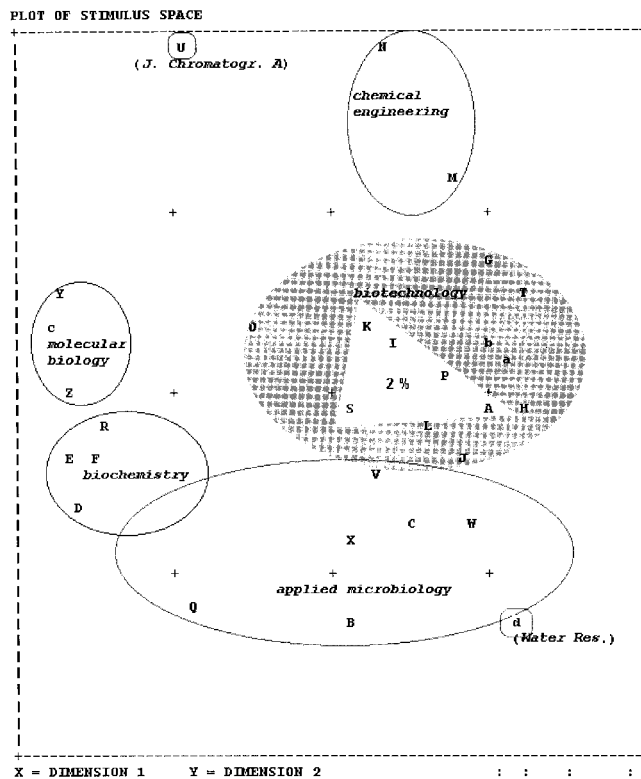 PLOT OF STIMULUS SPACE
U
N
(J. Chromatogr. A)
chemical
engineering
M
+ + +
G
Y
biotechnology
T
O
K
C
I
b
molecular
biology
a
P
2 %
Z
+ + +
S
A
H
R
L
E F
J
biochemistry
V
D
C
W
X
+ + +
applied microbiology
Q
B
d
(Water Res.)
X = DIMENSION 1 Y = DIMENSION 2 : : : :